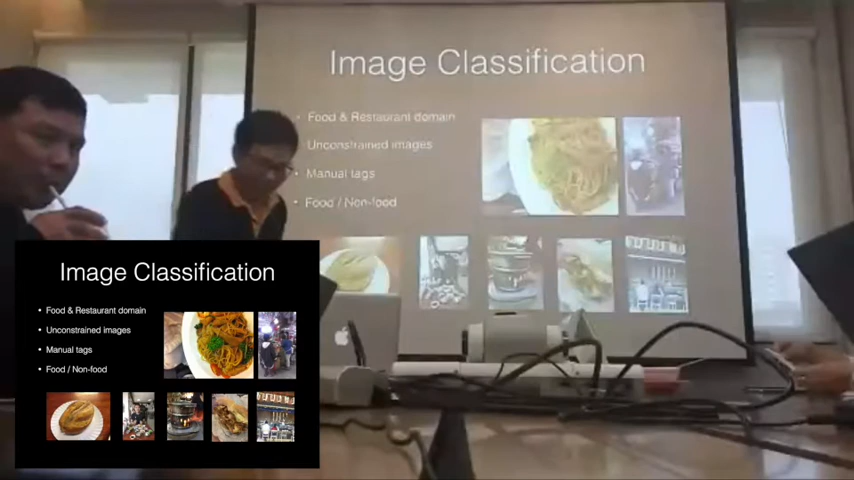 Image Classification
• Food & Restaurant domain
Unconstrained images
• Manual tags
• Food / Non-food
Image Classification
• Food & Restaurant domain
• Unconstrained images
• Manual tags
• Food / Non-food